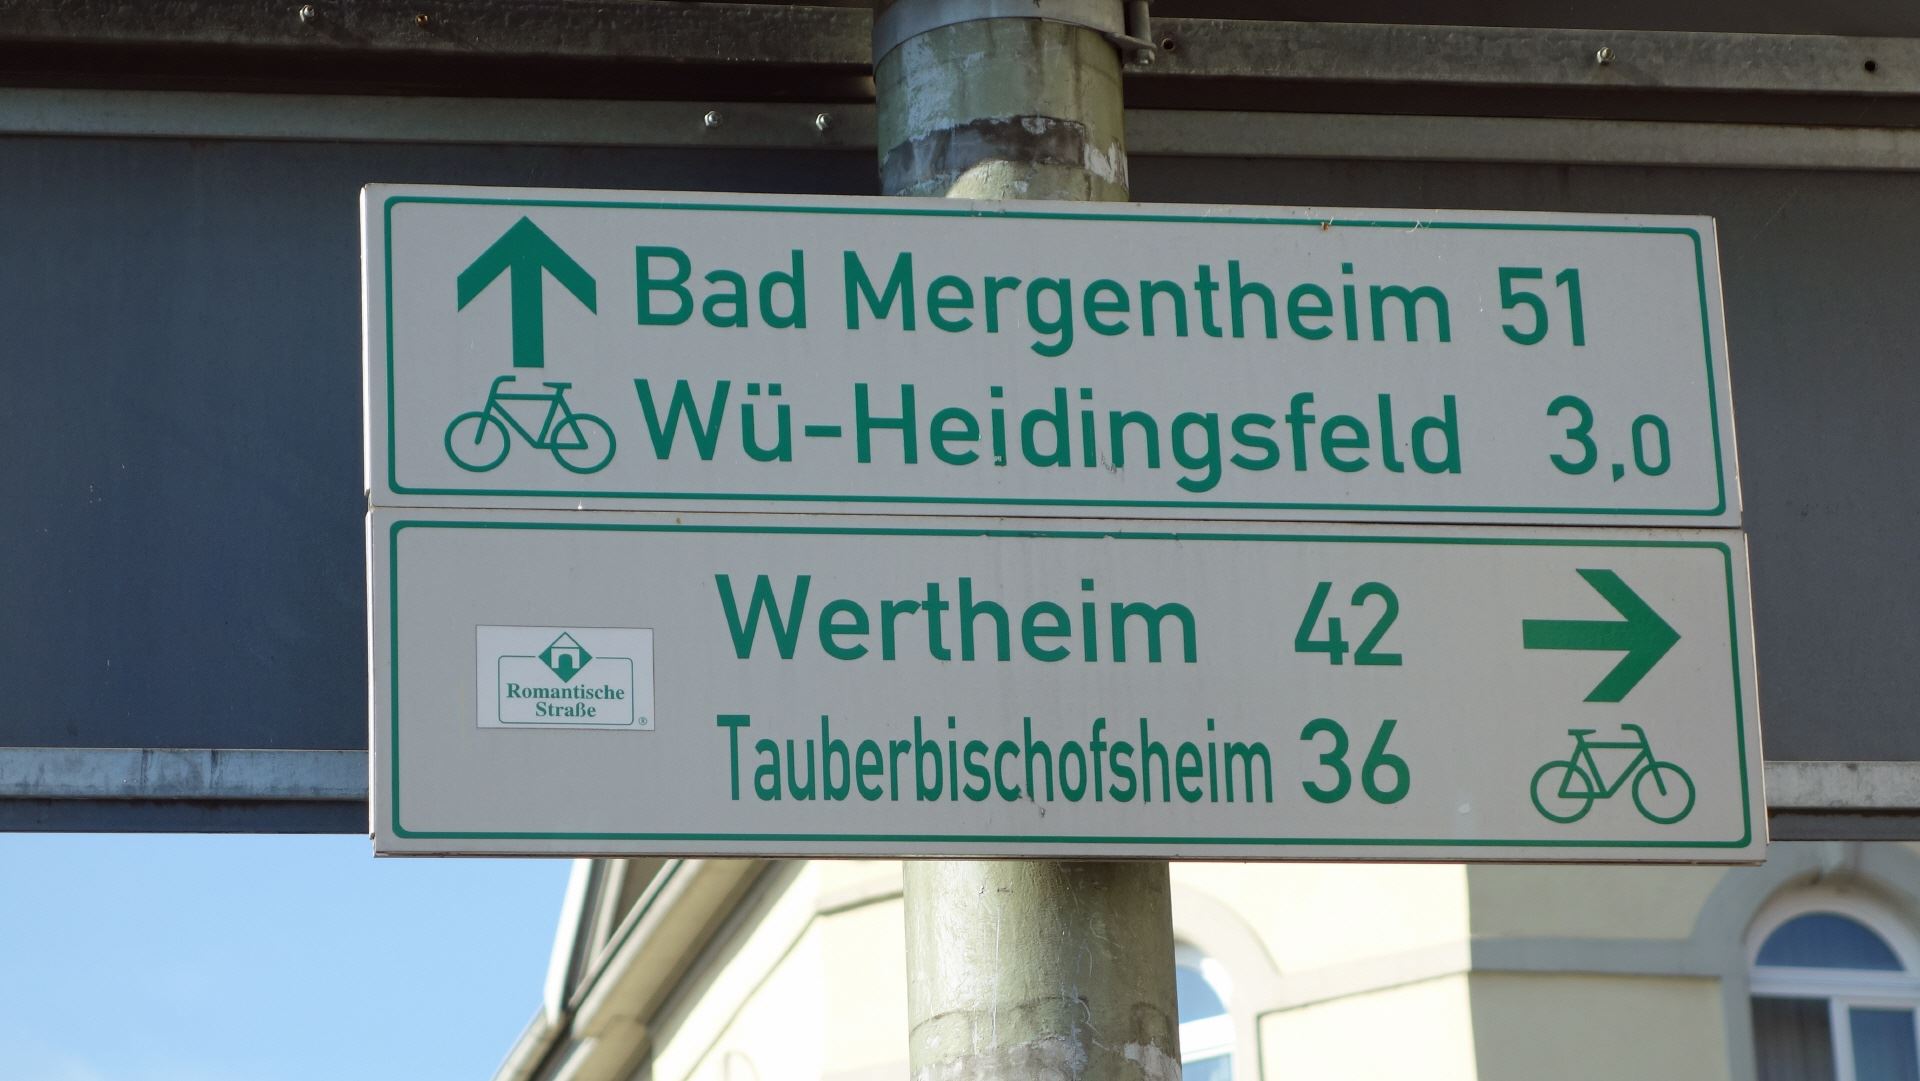 Bad Mergentheim 51
Wü-Heidingsfeld 3,0
Wertheim 42
Tauberbischofsheim 36
Romantische
Straße ®